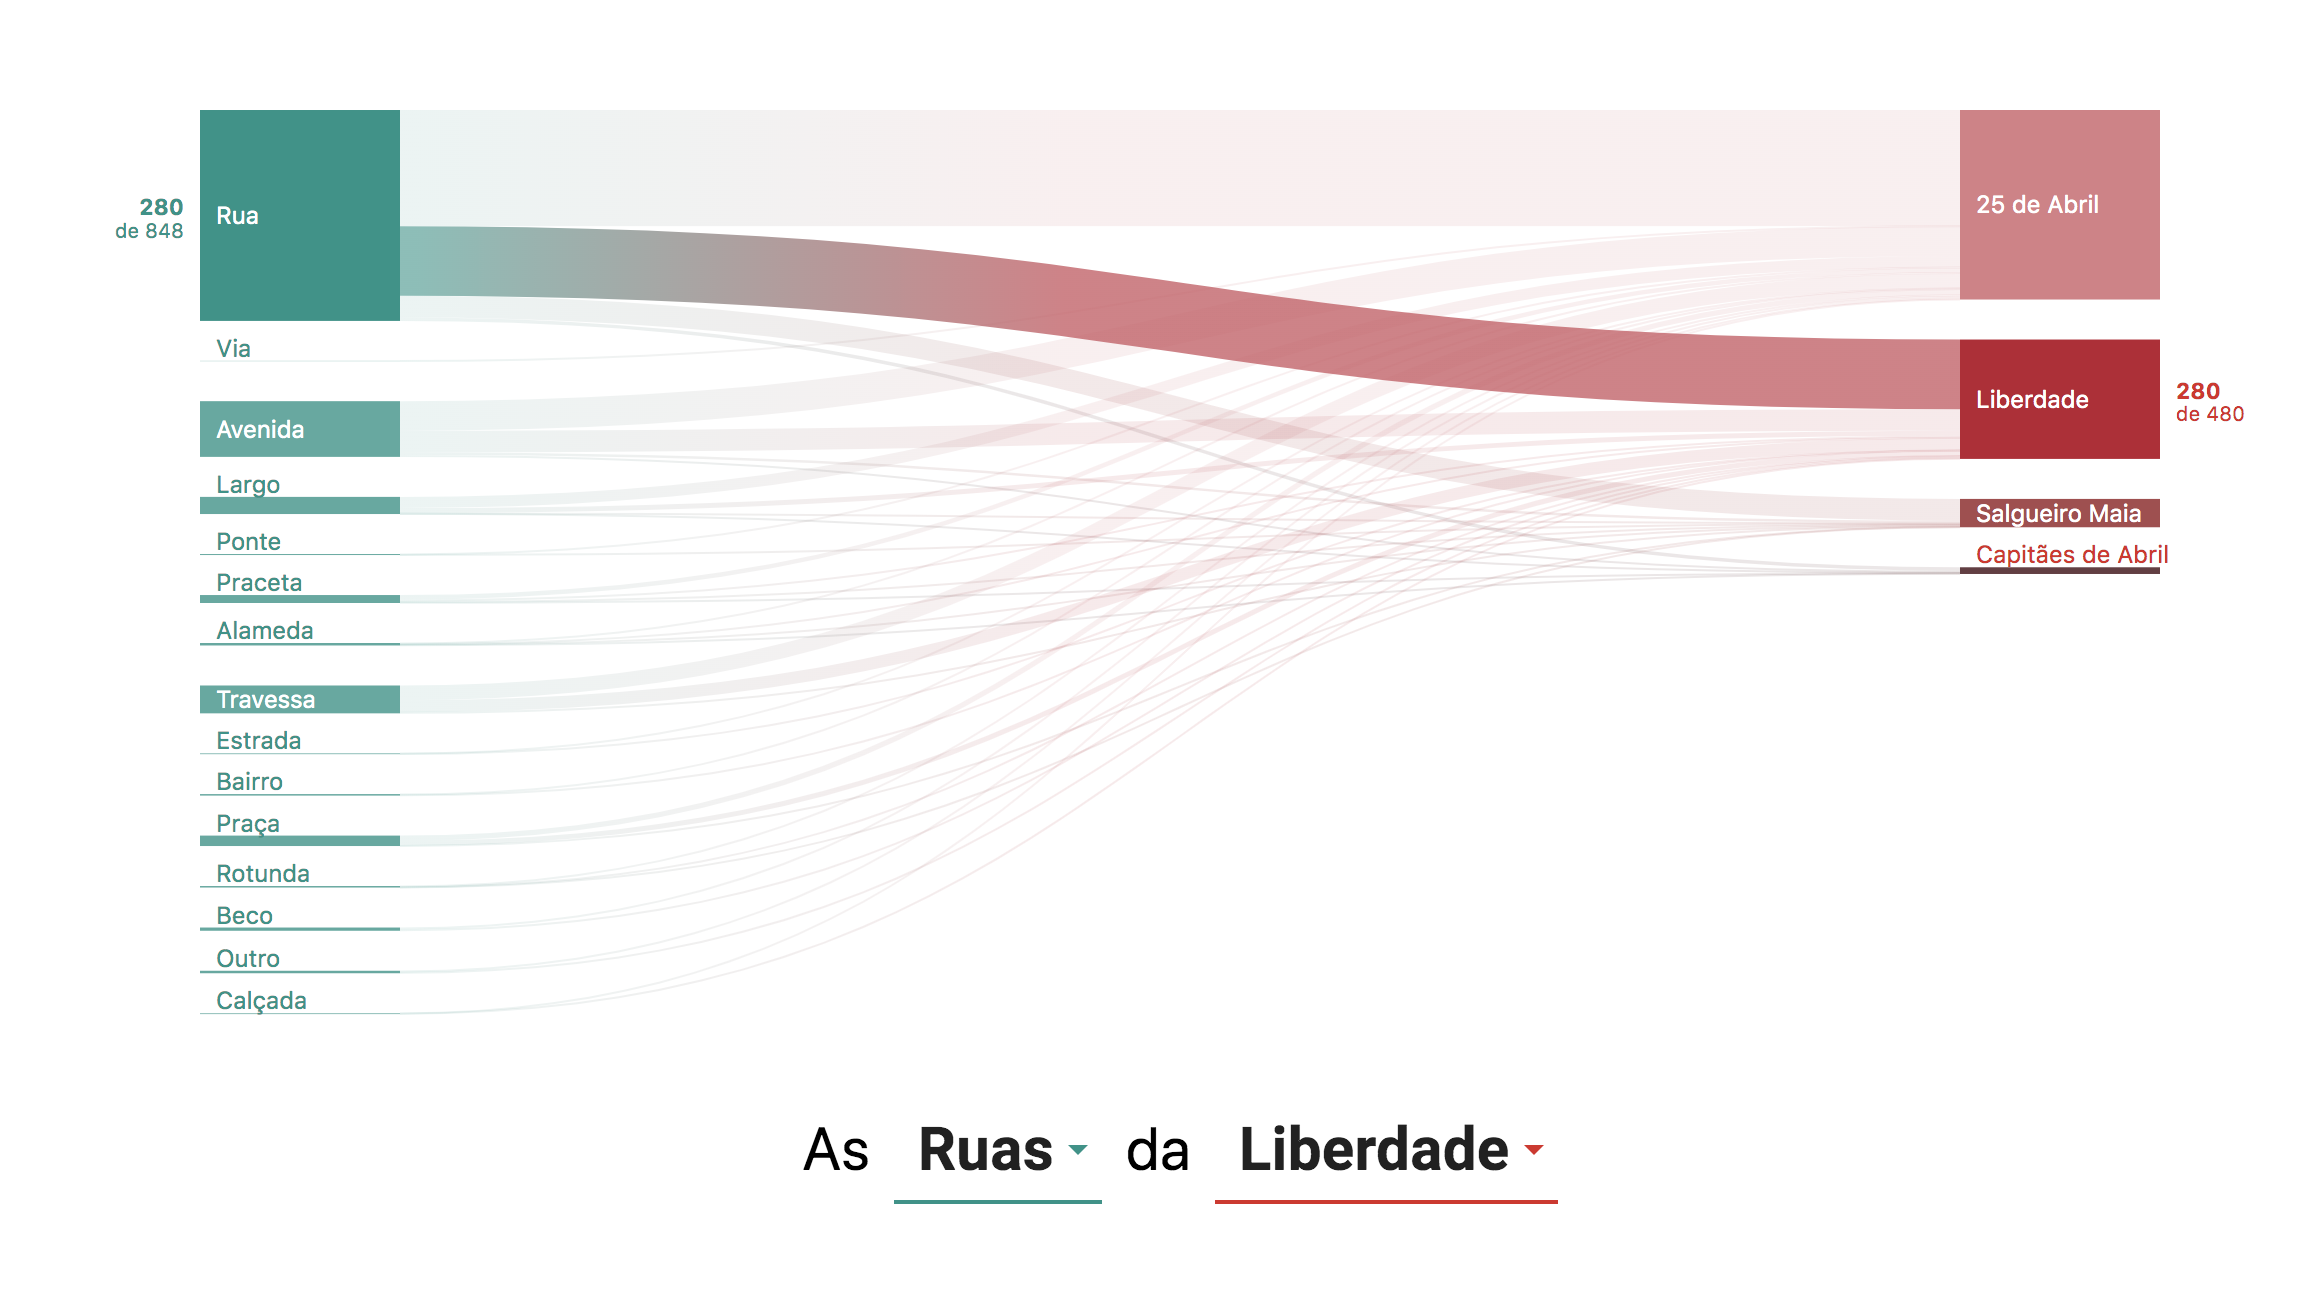 Rua
280
de 848
Via
Avenida
Largo
Ponte
Praceta
Alameda
Travessa
Estrada
Bairro
Praça
Rotunda
Beco
Outro
Calçada
25 de Abril
Liberdade
280
de 480
Salgueiro Maia
Capitães de Abril
As Ruas da Liberdade